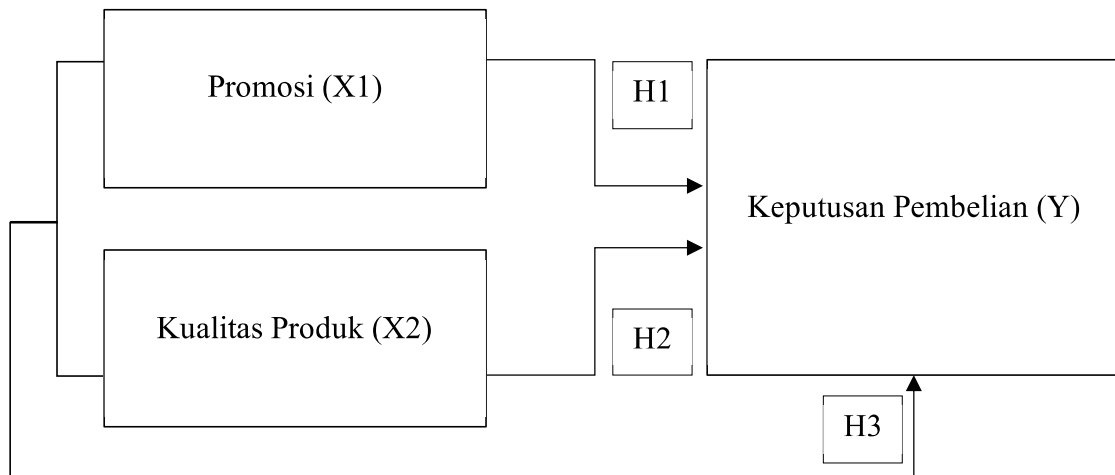 Promosi (X1)
H1
Keputusan Pembelian (Y)
Kualitas Produk (X2)
H2
H3